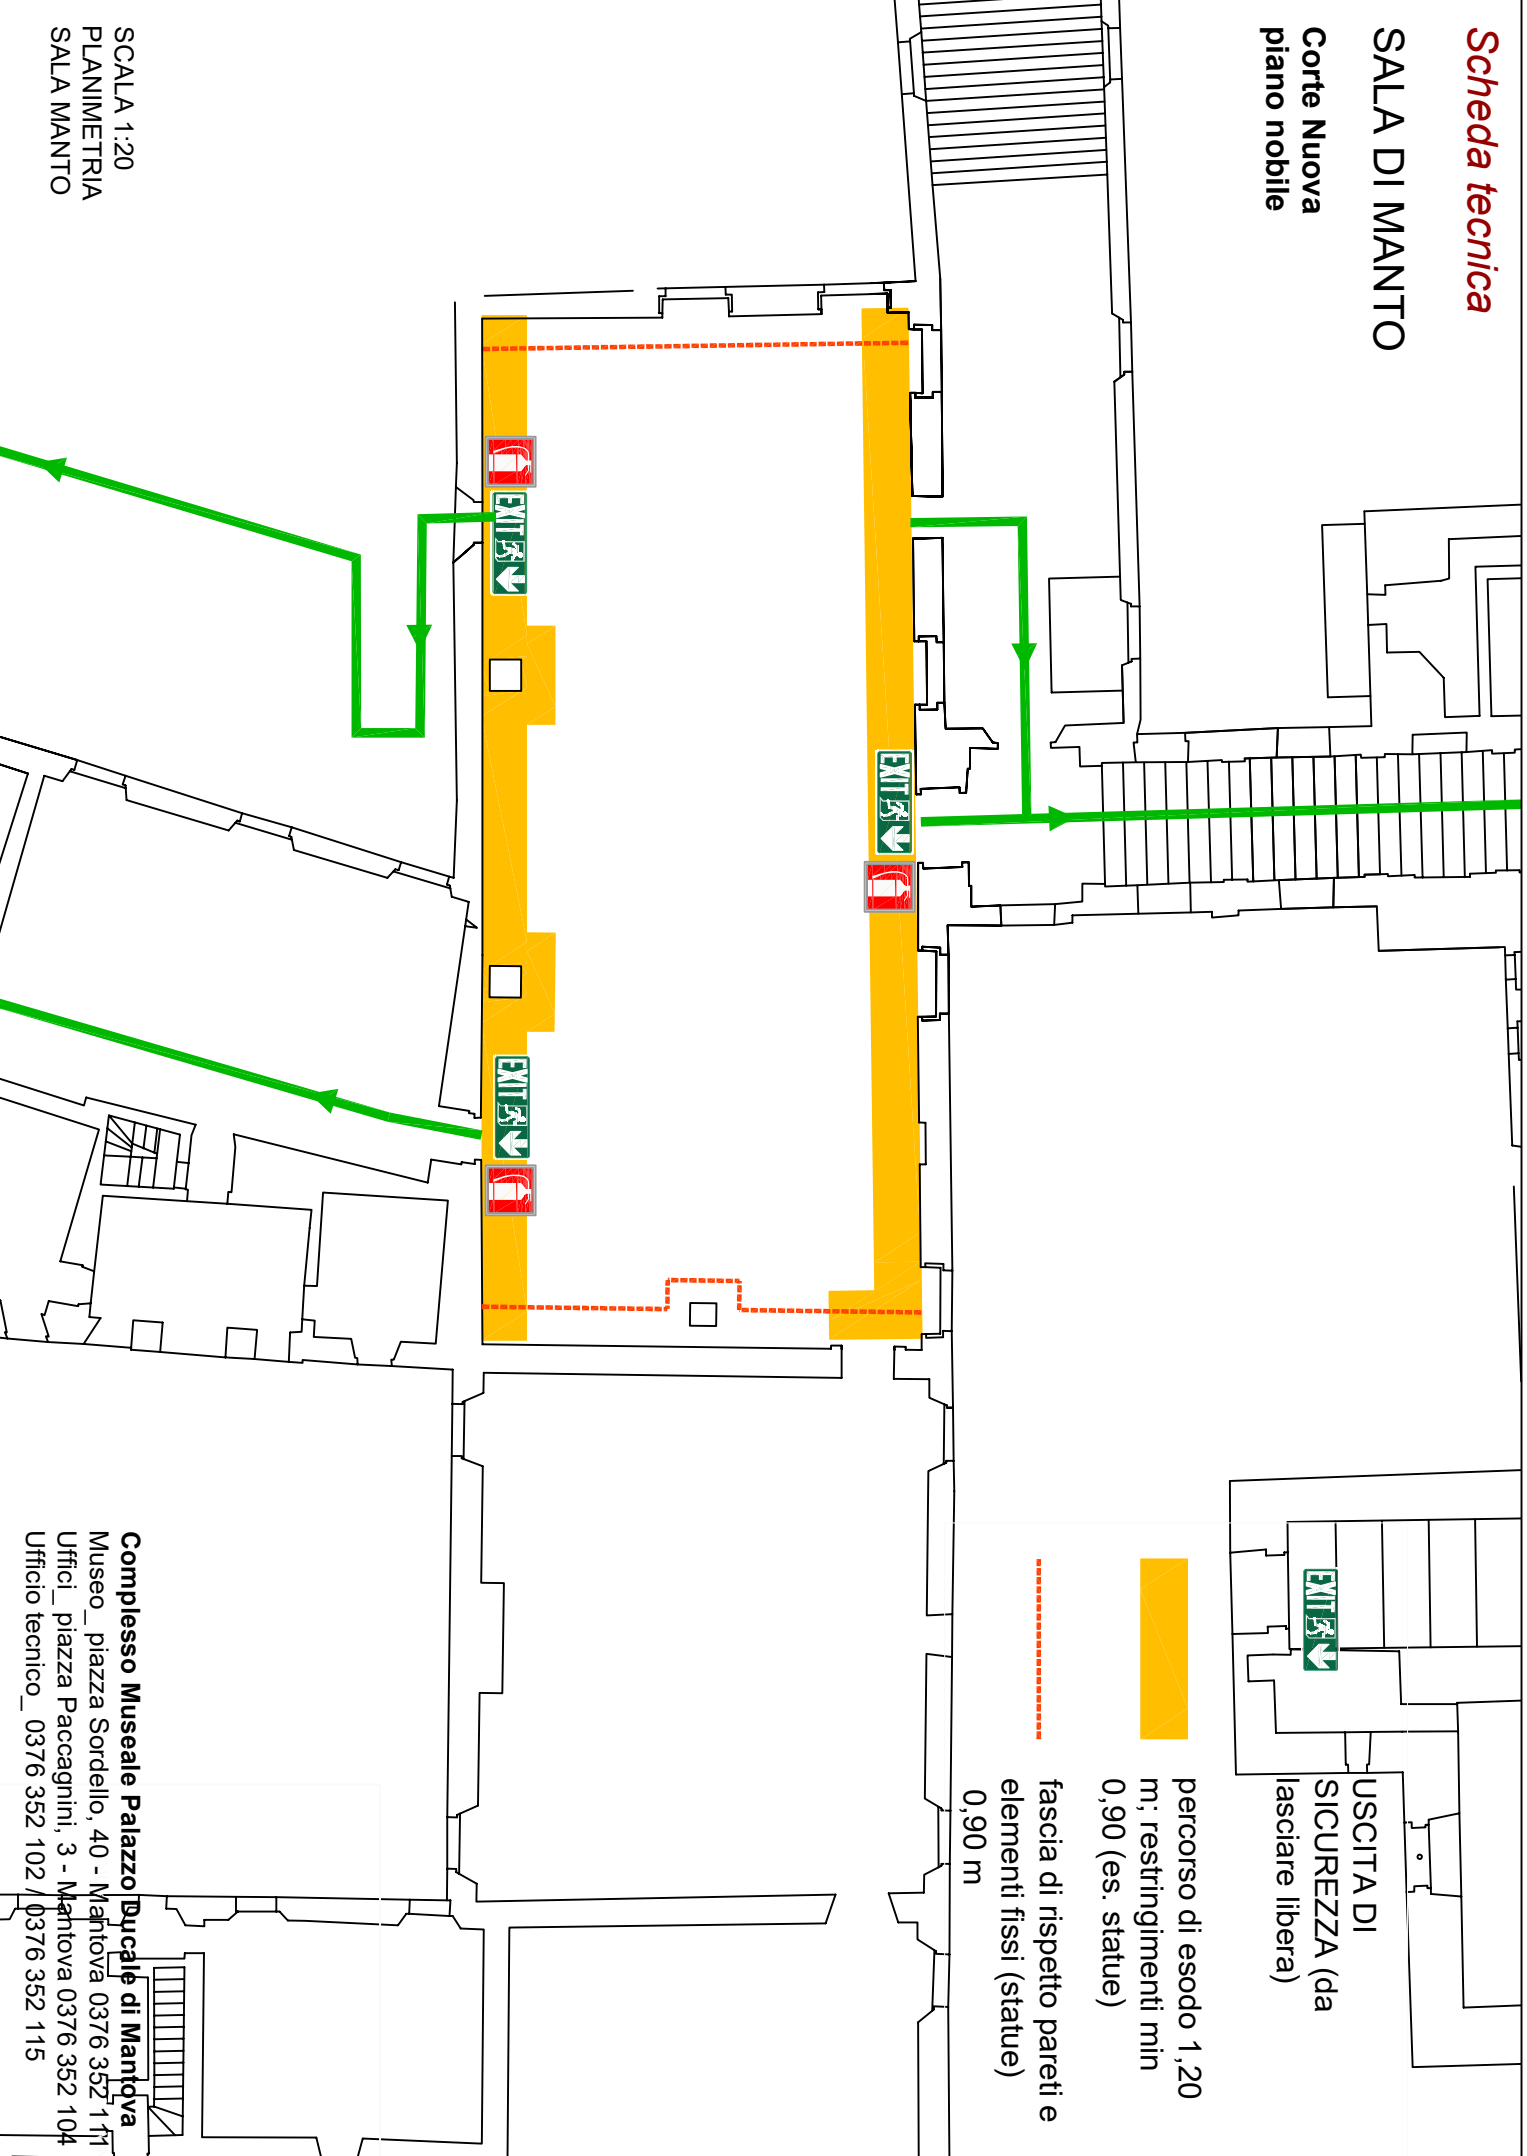 Scheda tecnica
SALA DI MANTO
Corte Nuova
piano nobile
EXIT
EXIT
EXIT
EXIT
USCITA DI
SICUREZZA (da
lasciare libera)
percorso di esodo 1,20
m; restringimenti min
0,90 (es. statue)
fascia di rispetto pareti e
elementi fissi (statue)
0,90 m
SCALA 1:20
PLANIMETRIA
SALA MANTO
Complesso Museale Palazzo Ducale di Mantova
Museo_ piazza Sordello, 40 - Mantova 0376 352 111
Uffici_ piazza Paccagnini, 3 - Mantova 0376 352 104
Ufficio tecnico_ 0376 352 102 / 0376 352 115